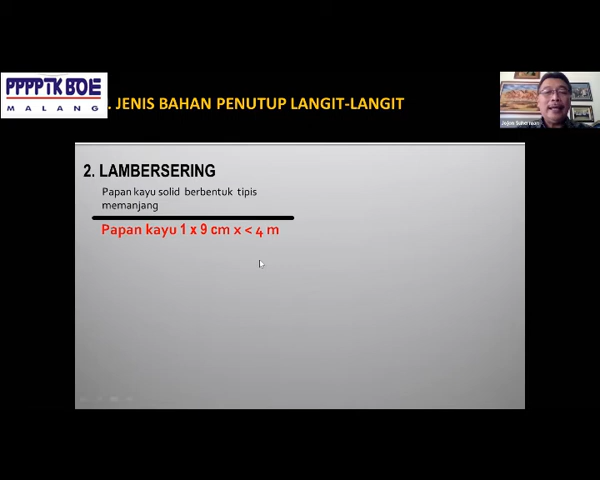 PPPPTK BOE
MALANG
. JENIS BAHAN PENUTUP LANGIT-LANGIT
2. LAMBERSERING
Papan kayu solid berbentuk tipis
memanjang
Papan kayu 1 x 9 cm x < 4 m